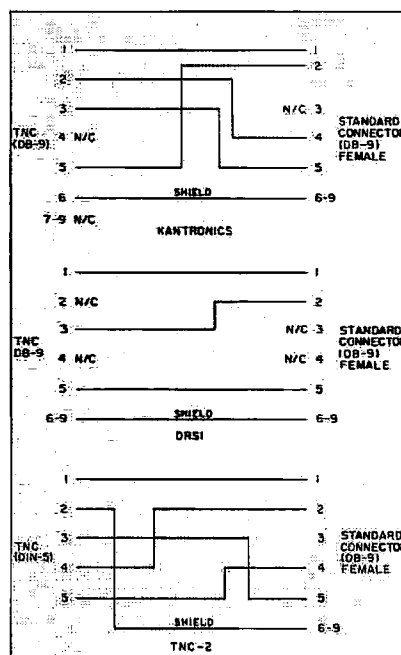 1 1
2 2
3 N/C 3
TNC (DB-9) 4 N/C 4 STANDARD CONNECTOR (DB-9) FEMALE
5 5
6 SHIELD 6-9
7-9 N/C
KANTRONICS
1 1
2 N/C 2
TNC DB-9 3 N/C 3 STANDARD CONNECTOR (DB-9) FEMALE
4 N/C N/C 4
5 5
6-9 SHIELD 6-9
DRSI
1 1
2 2
TNC (DIN-5) 3 3 STANDARD CONNECTOR (DB-9) FEMALE
4 4
5 5
SHIELD 6-9
TNC-2